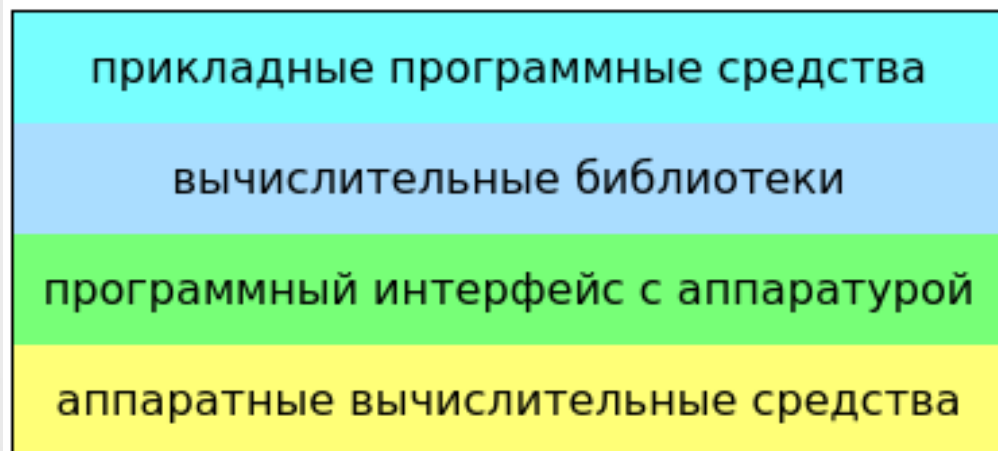 прикладные программные средства
вычислительные библиотеки
программный интерфейс с аппаратурой
аппаратные вычислительные средства